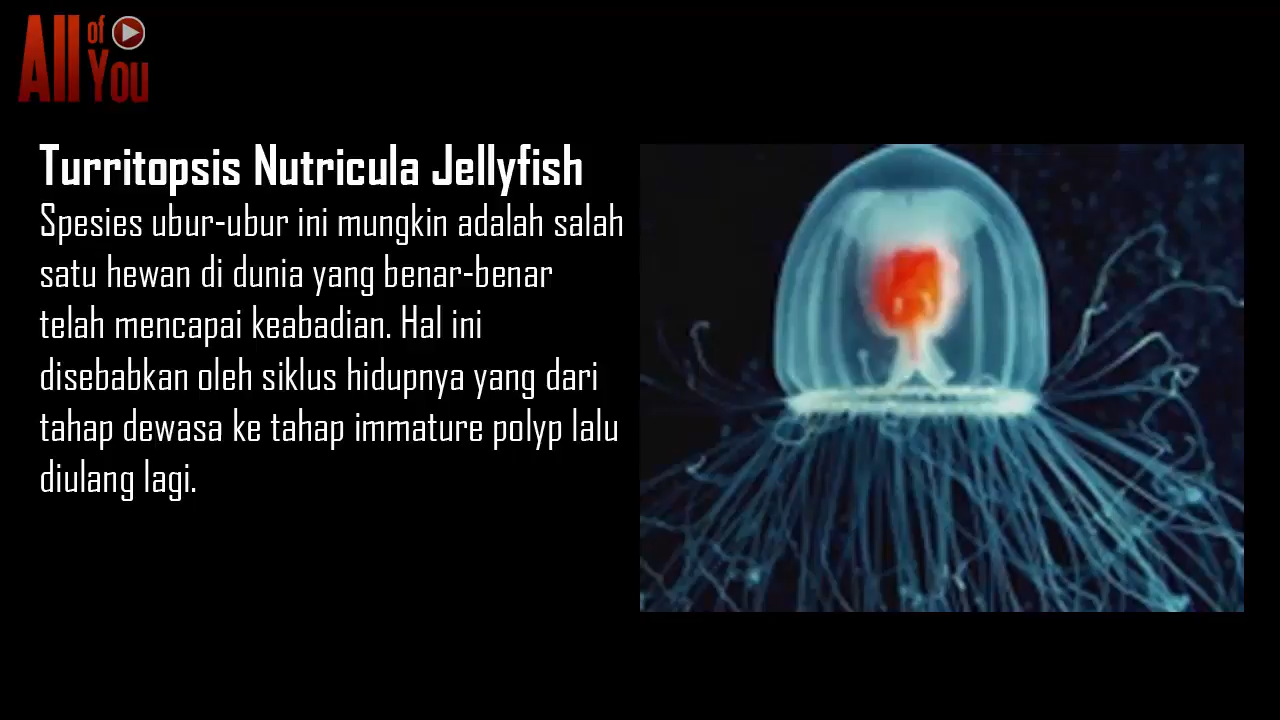 All of You
Turritopsis Nutricula Jellyfish
Spesies ubur-ubur ini mungkin adalah salah
satu hewan di dunia yang benar-benar
telah mencapai keabadian. Hal ini
disebabkan oleh siklus hidupnya yang dari
tahap dewasa ke tahap immature polyp lalu
diulang lagi.